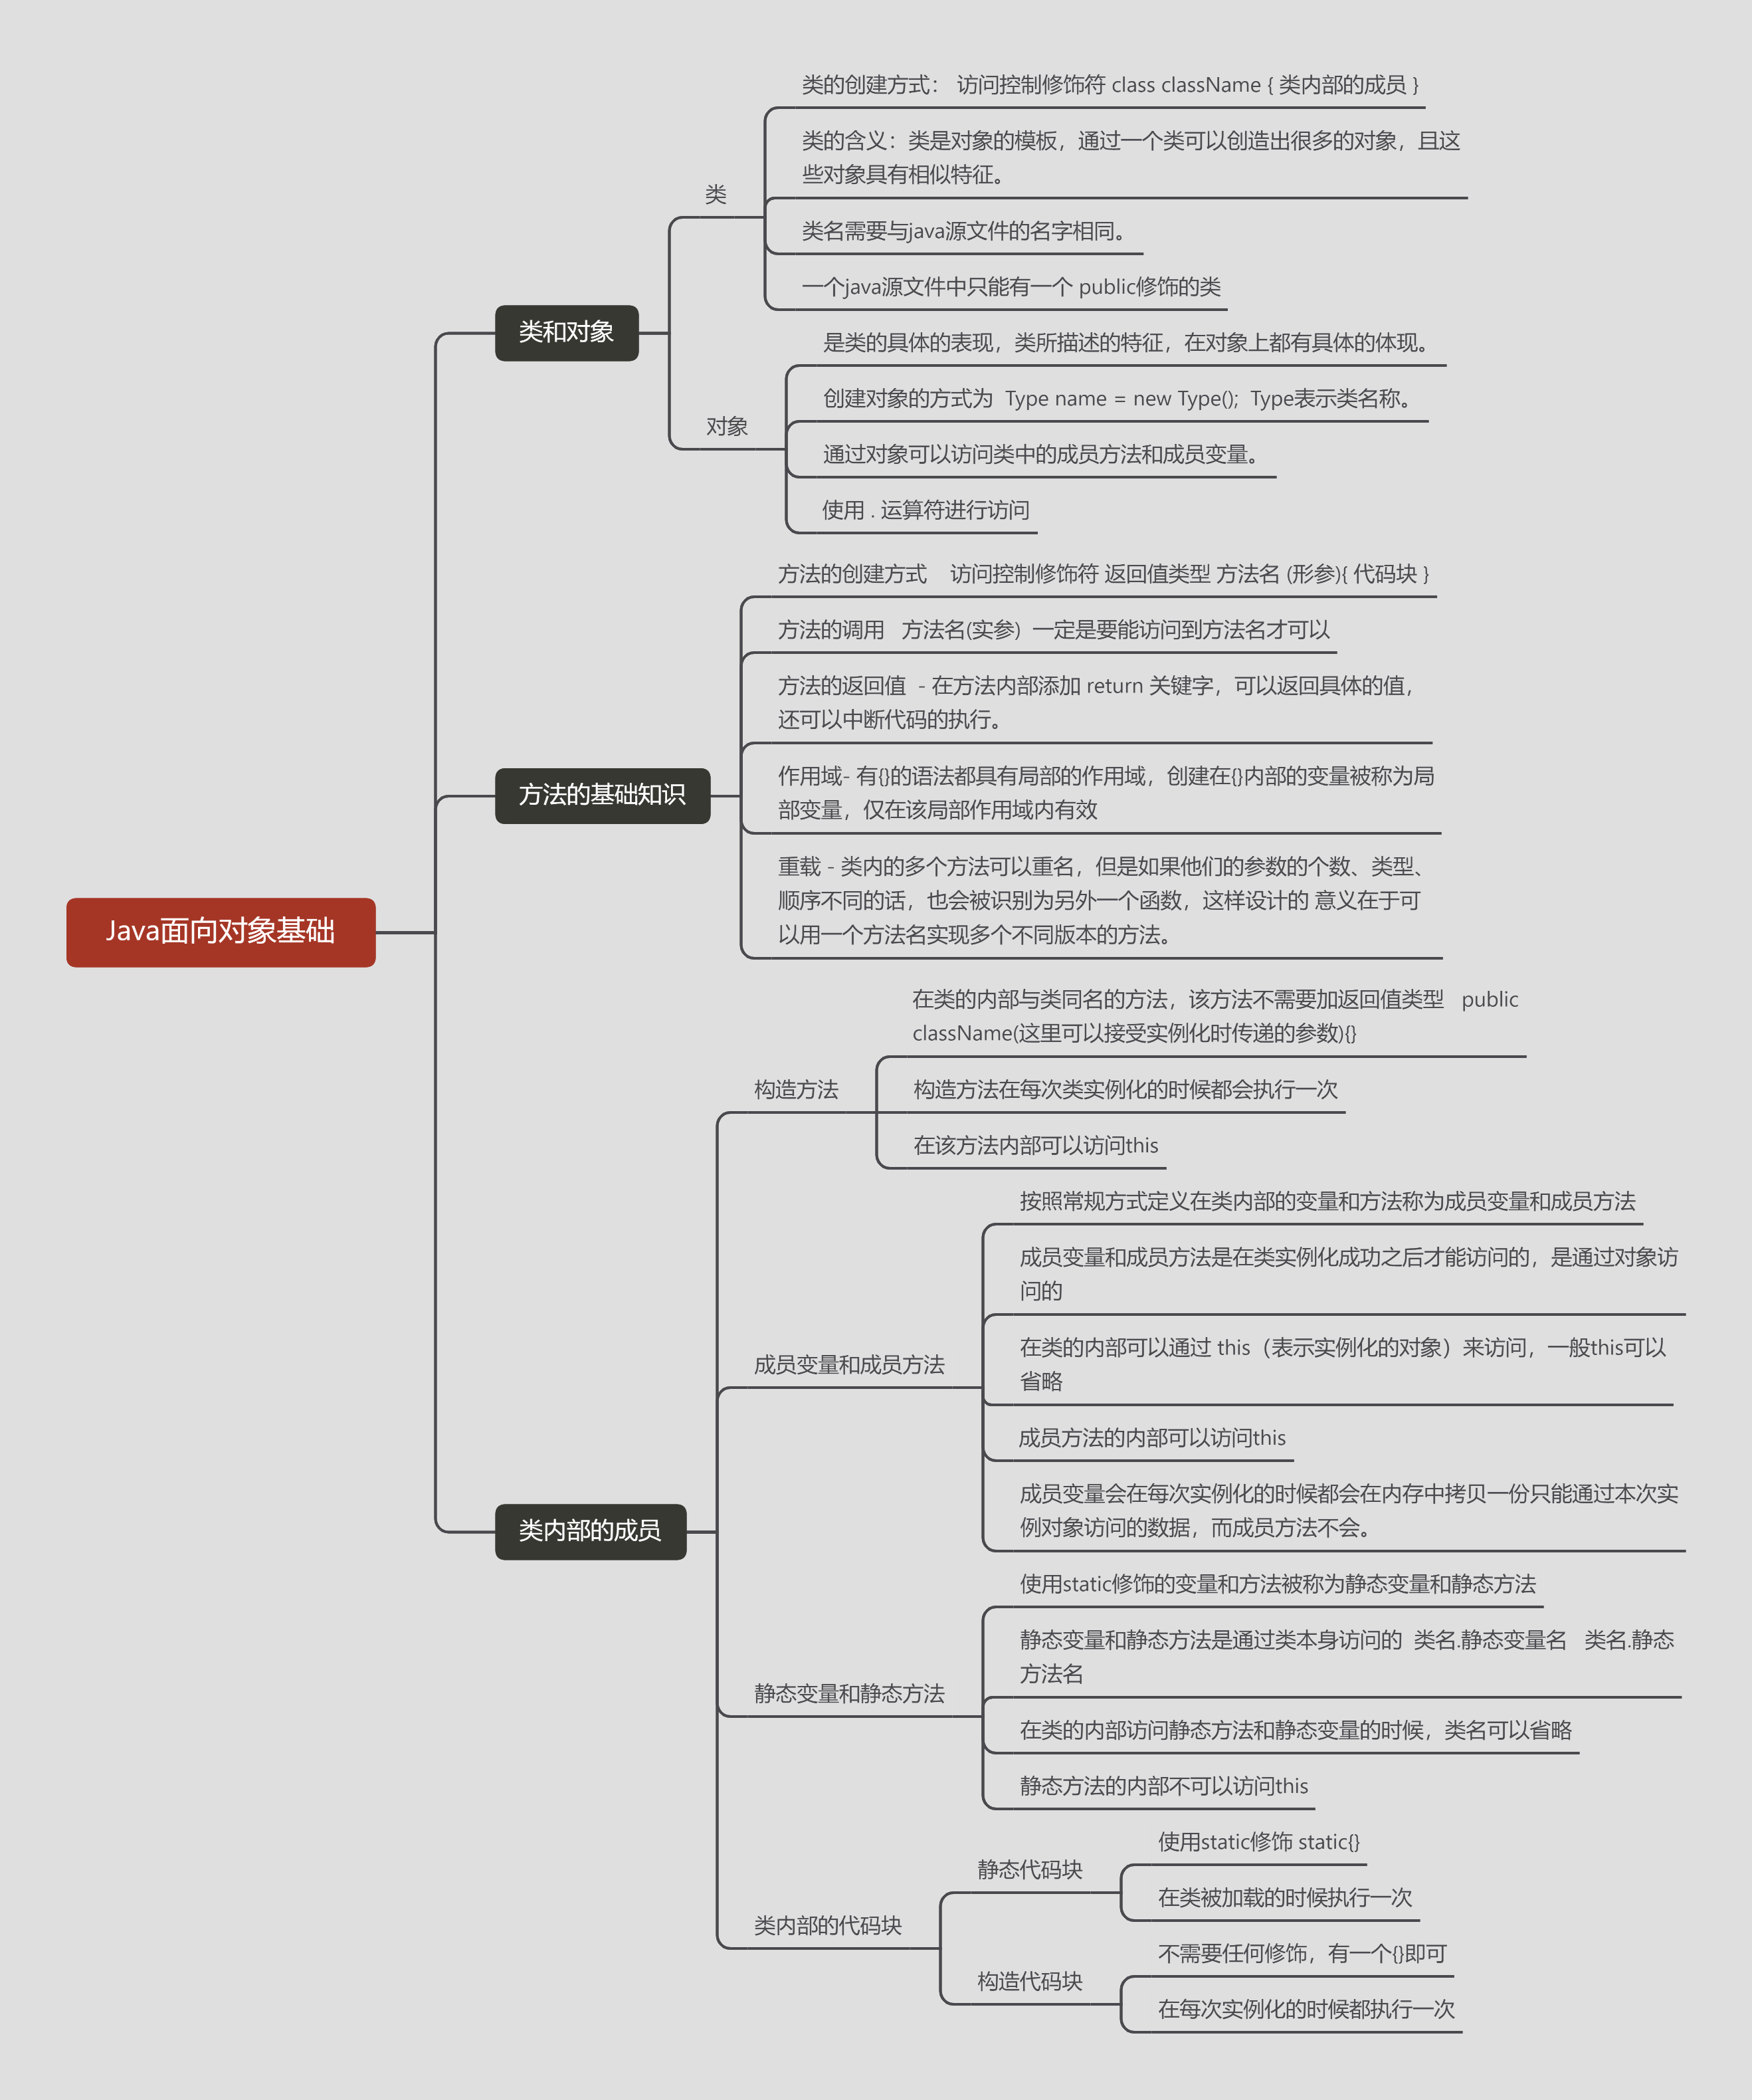 Java面向对象基础
类和对象
类
类的创建方式： 访问控制修饰符 class className { 类内部的成员 }
类的含义：类是对象的模板，通过一个类可以创造出很多的对象，且这
些对象具有相似特征。
类名需要与java源文件的名字相同。
一个java源文件中只能有一个 public修饰的类
对象
是类的具体的表现，类所描述的特征，在对象上都有具体的体现。
创建对象的方式为 Type name = new Type(); Type表示类名称。
通过对象可以访问类中的成员方法和成员变量。
使用 . 运算符进行访问
方法的基础知识
方法的创建方式 访问控制修饰符 返回值类型 方法名 (形参){ 代码块 }
方法的调用 方法名(实参) 一定是要能访问到方法名才可以
方法的返回值 - 在方法内部添加 return 关键字，可以返回具体的值，
还可以中断代码的执行。
作用域- 有{}的语法都具有局部的作用域，创建在{}内部的变量被称为局
部变量，仅在该局部作用域内有效
重载 - 类内的多个方法可以重名，但是如果他们的参数的个数、类型、
顺序不同的话，也会被识别为另外一个函数，这样设计的 意义在于可
以用一个方法名实现多个不同版本的方法。
类内部的成员
构造方法
在类的内部与类同名的方法，该方法不需要加返回值类型 public
className(这里可以接受实例化时传递的参数){}
构造方法在每次类实例化的时候都会执行一次
在该方法内部可以访问this
成员变量和成员方法
按照常规方式定义在类内部的变量和方法称为成员变量和成员方法
成员变量和成员方法是在类实例化成功之后才能访问的，是通过对象访
问的
在类的内部可以通过 this（表示实例化的对象）来访问，一般this可以
省略
成员方法的内部可以访问this
成员变量会在每次实例化的时候都会在内存中拷贝一份只能通过本次实
例对象访问的数据，而成员方法不会。
静态变量和静态方法
使用static修饰的变量和方法被称为静态变量和静态方法
静态变量和静态方法是通过类本身访问的 类名.静态变量名 类名.静态
方法名
在类的内部访问静态方法和静态变量的时候，类名可以省略
静态方法的内部不可以访问this
类内部的代码块
静态代码块
使用static修饰 static{}
在类被加载的时候执行一次
构造代码块
不需要任何修饰，有一个{}即可
在每次实例化的时候都执行一次